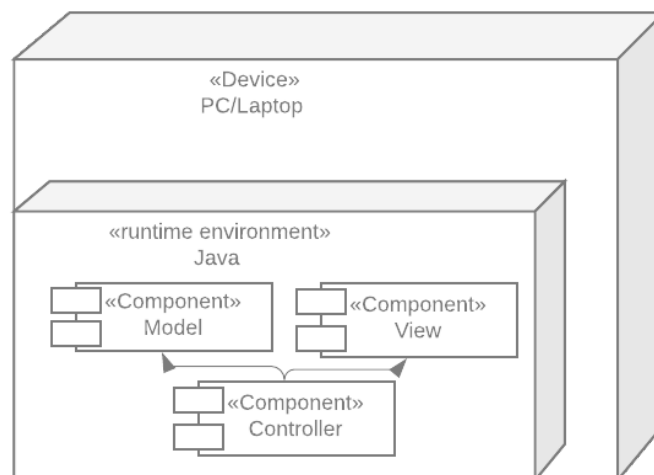 «Device»
PC/Laptop
«runtime environment»
Java
«Component»
Model
«Component»
View
«Component»
Controller